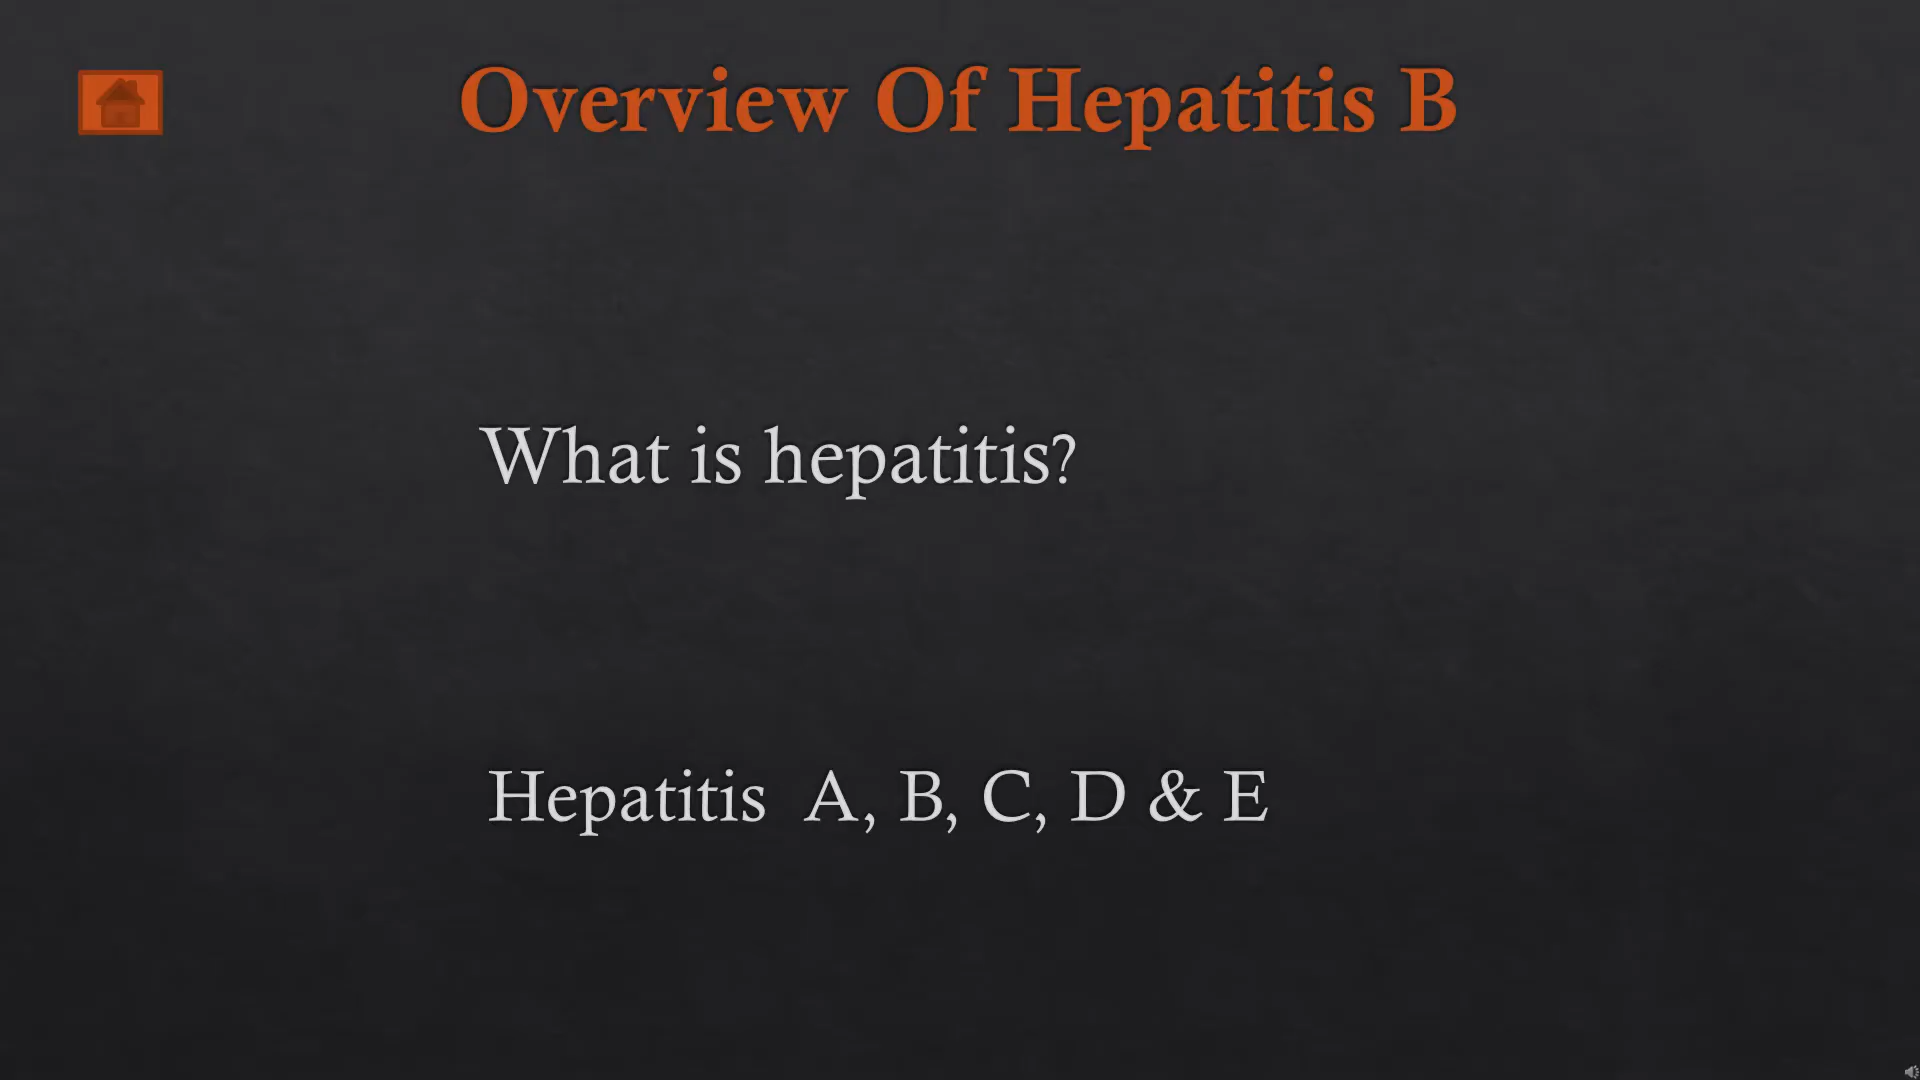 Overview Of Hepatitis B
What is hepatitis?
Hepatitis A, B, C, D & E